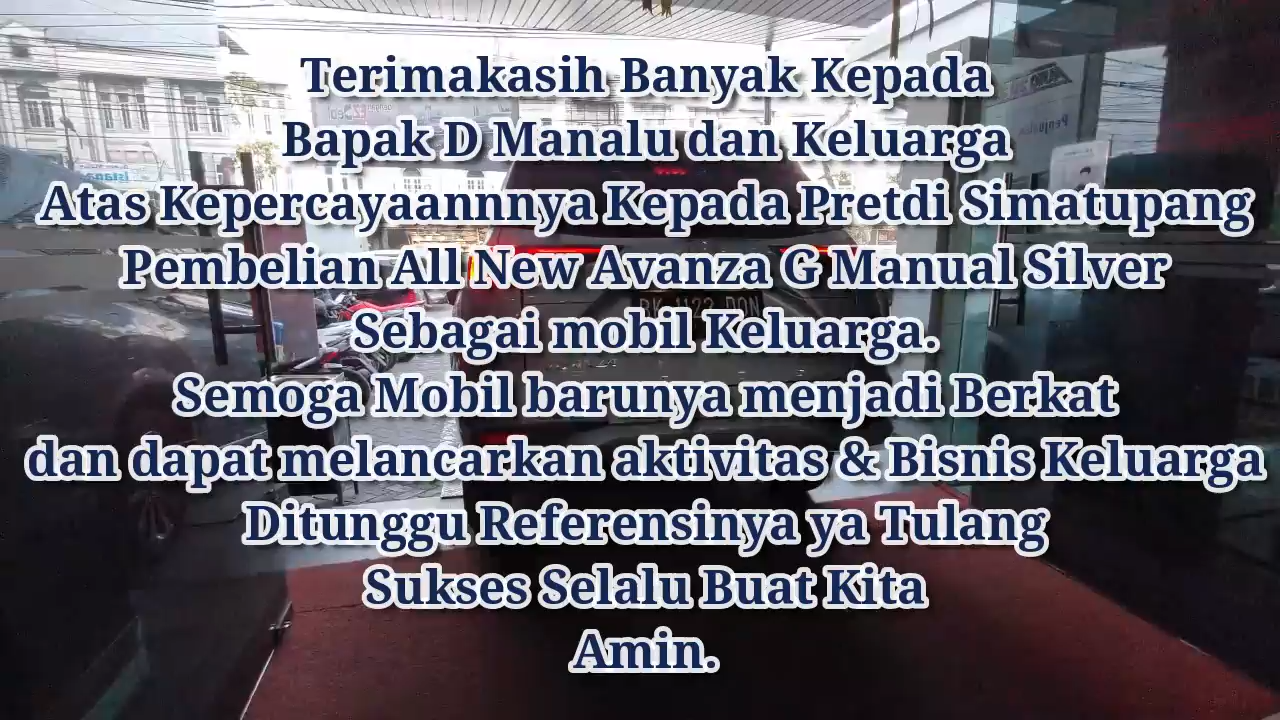 Terimakasih Banyak Kepada
Bapak D Manalu dan Keluarga
Atas Kepercayaannnya Kepada Pretdi Simatupang
Pembelian All New Avanza G Manual Silver
Sebagai mobil Keluarga.
Semoga Mobil barunya menjadi Berkat
dan dapat melancarkan aktivitas & Bisnis Keluarga
Ditunggu Referensinya ya Tulang
Sukses Selalu Buat Kita
Amin.